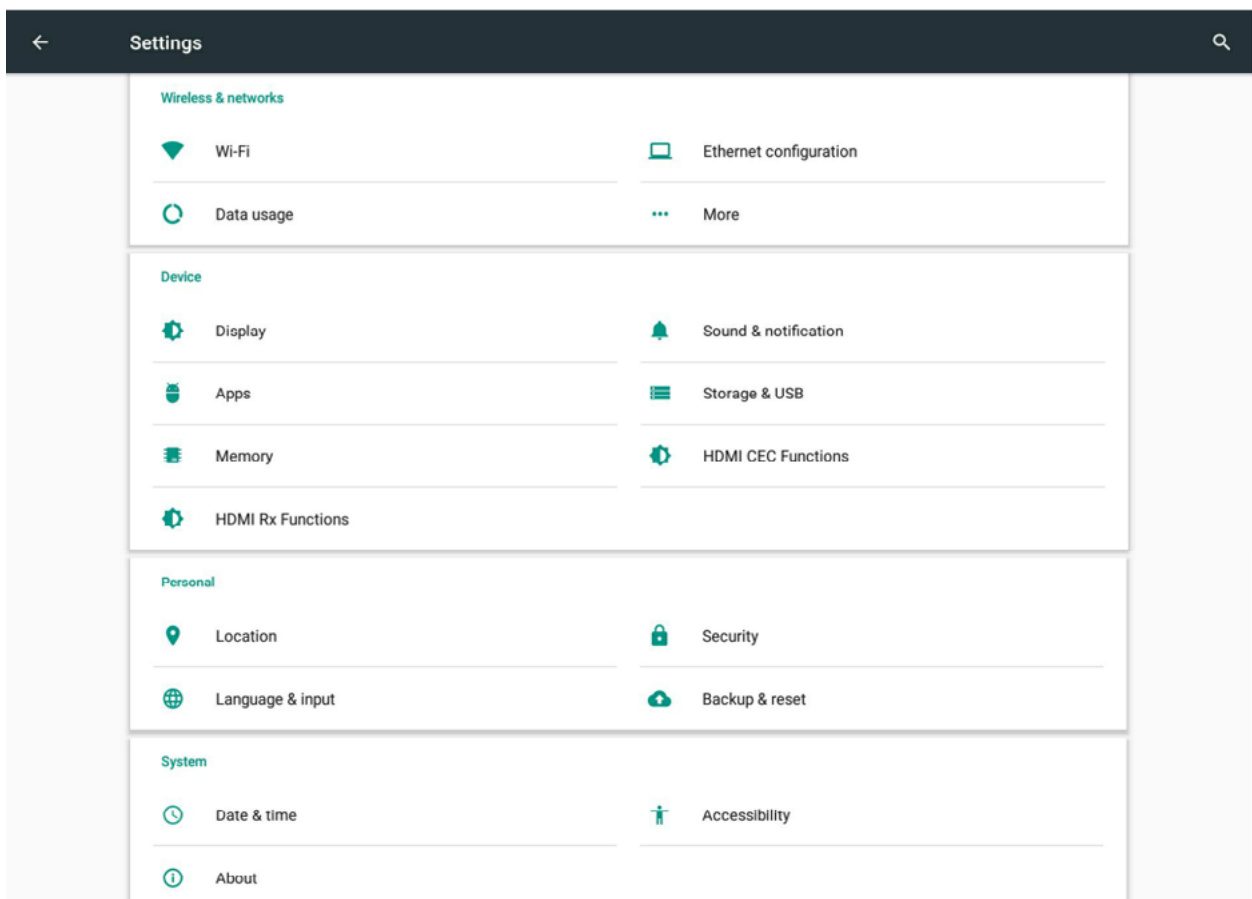 Settings
Wireless & networks
Wi-Fi
Ethernet configuration
Data usage
More
Device
Display
Sound & notification
Apps
Storage & USB
Memory
HDMI CEC Functions
HDMI Rx Functions
Personal
Location
Security
Language & input
Backup & reset
System
Date & time
Accessibility
About